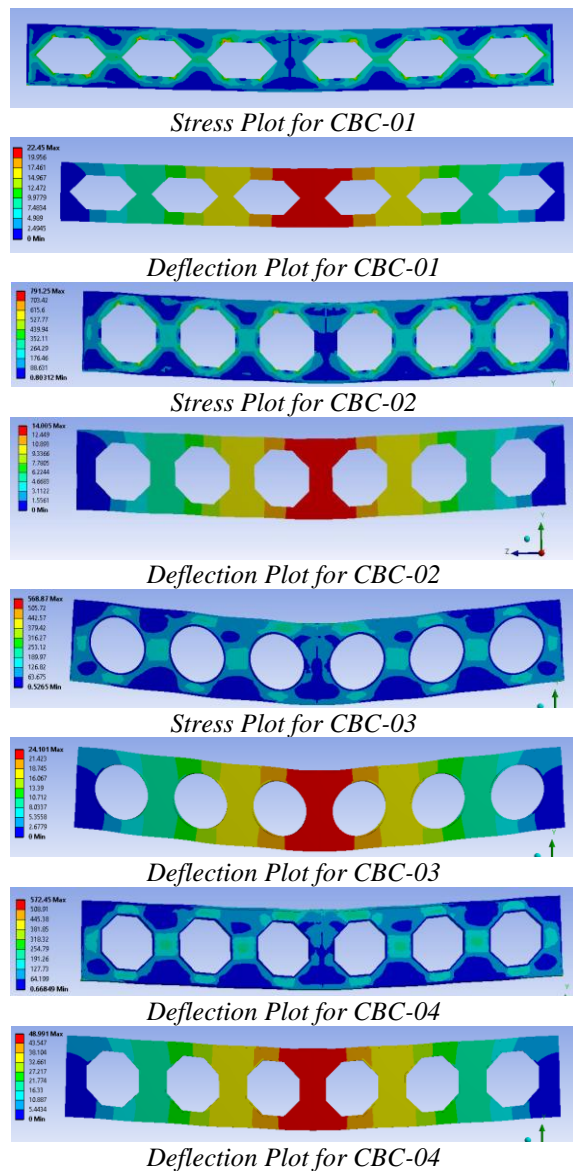 Stress Plot for CBC-01
22.45 Max
19.956
17.461
14.967
12.472
9.9779
7.4834
4.989
2.4945
0 Min
Deflection Plot for CBC-01
791.25 Max
703.42
615.6
527.77
439.94
352.11
264.29
176.46
88.631
0.80312 Min
Y
Stress Plot for CBC-02
14.005 Max
12.449
10.893
9.3366
7.7805
6.2244
4.6683
3.1122
1.5561
0 Min
Y
Z
Deflection Plot for CBC-02
568.87 Max
505.72
442.57
379.42
316.27
253.12
189.97
126.82
63.675
0.5265 Min
Stress Plot for CBC-03
24.101 Max
21.423
18.745
16.067
13.39
10.712
8.0337
5.3558
2.6779
0 Min
Deflection Plot for CBC-03
572.45 Max
508.91
445.38
381.85
318.32
254.79
191.26
127.73
64.199
0.66849 Min
Y
Deflection Plot for CBC-04
48.991 Max
43.547
38.104
32.661
27.217
21.774
16.33
10.887
5.4434
0 Min
Deflection Plot for CBC-04